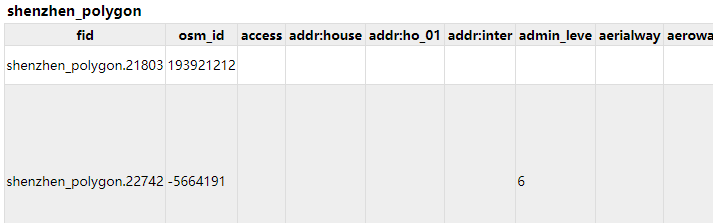 shenzhen_polygon
fid osm_id access addr:house addr:ho_01 addr:inter admin_leve aerialway aerowa
shenzhen_polygon.21803 193921212
shenzhen_polygon.22742 -5664191 6